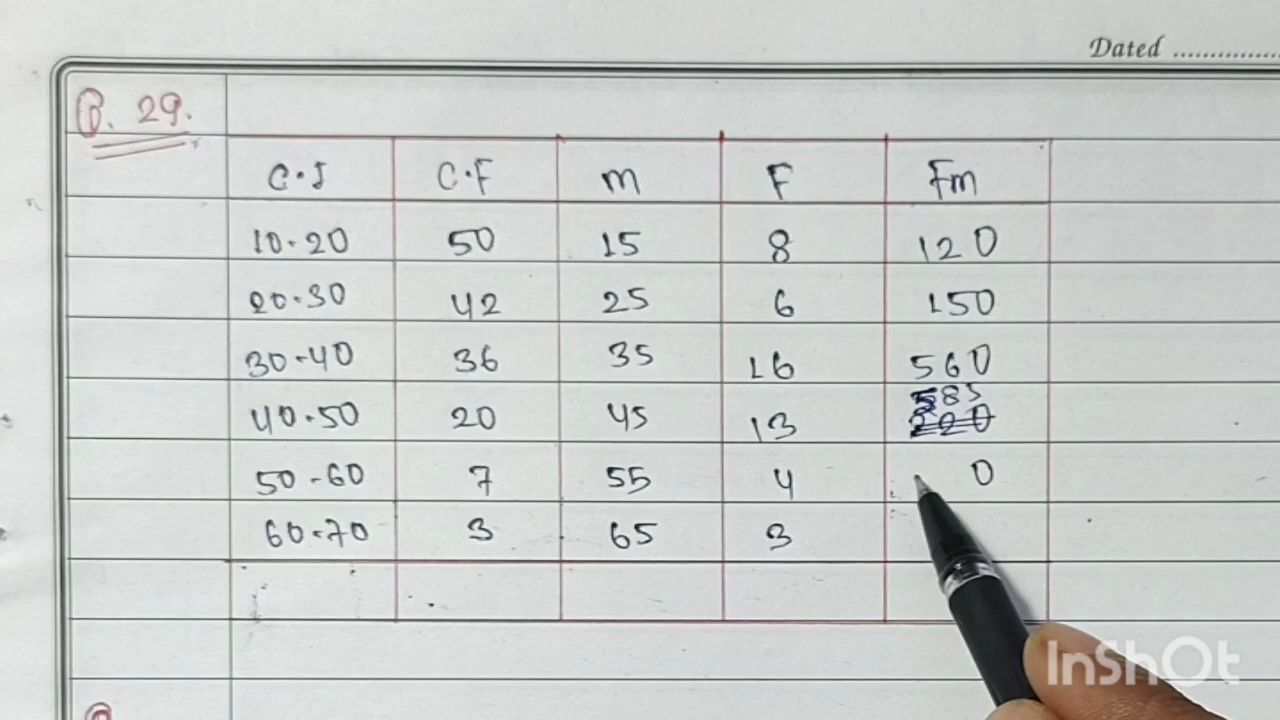 Dated ..............
Q. 29.
C.I C.F m F Fm
10-20 50 15 8 120
20-30 42 25 6 150
30-40 36 35 16 560
585
40-50 20 45 13 220
50-60 7 55 4 0
60-70 3 65 3
InShOt